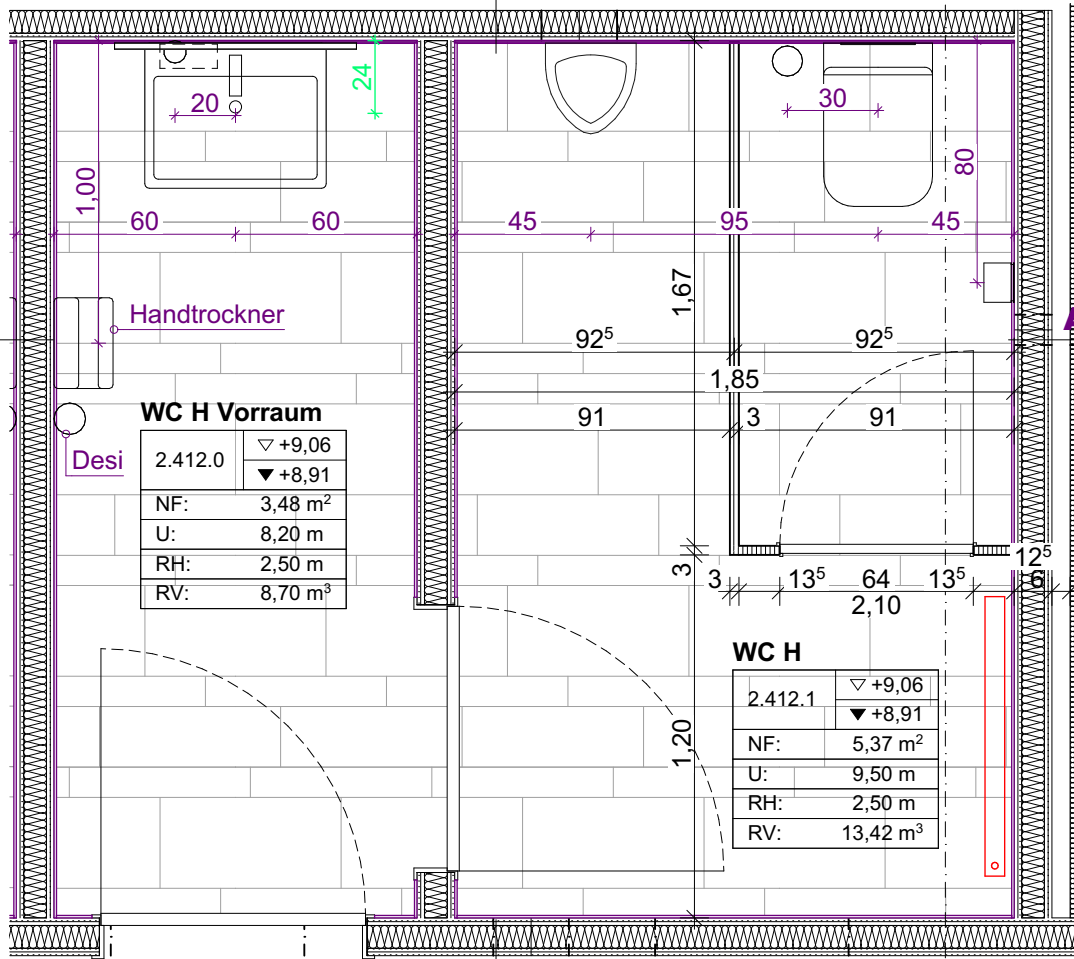 24
20
30
1,00
80
60 60 45 95 45
1,67
Handtrockner
92⁵ 92⁵
1,85
91 3 91
WC H Vorraum
2.412.0 ▽ +9,06
▼ +8,91
NF: 3,48 m²
U: 8,20 m
RH: 2,50 m
RV: 8,70 m³
Desi
12⁵
3 3 13⁵ 64 13⁵ 6
2,10
WC H
2.412.1 ▽ +9,06
▼ +8,91
NF: 5,37 m²
U: 9,50 m
RH: 2,50 m
RV: 13,42 m³
1,20